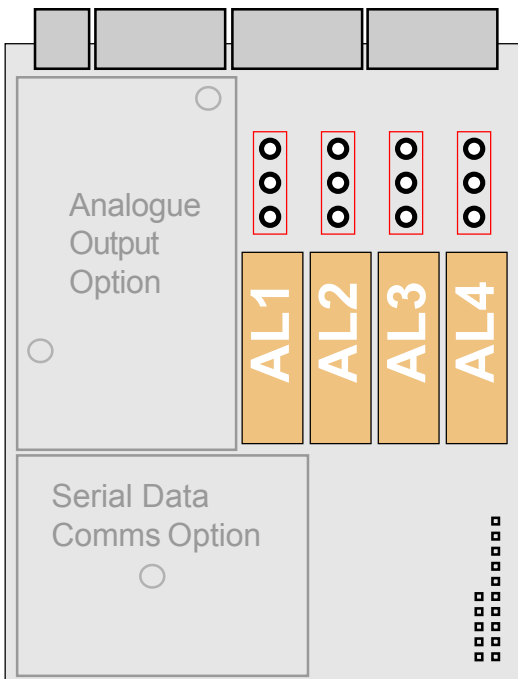 Analogue
Output
Option
AL1
AL2
AL3
AL4
Serial Data
Comms Option